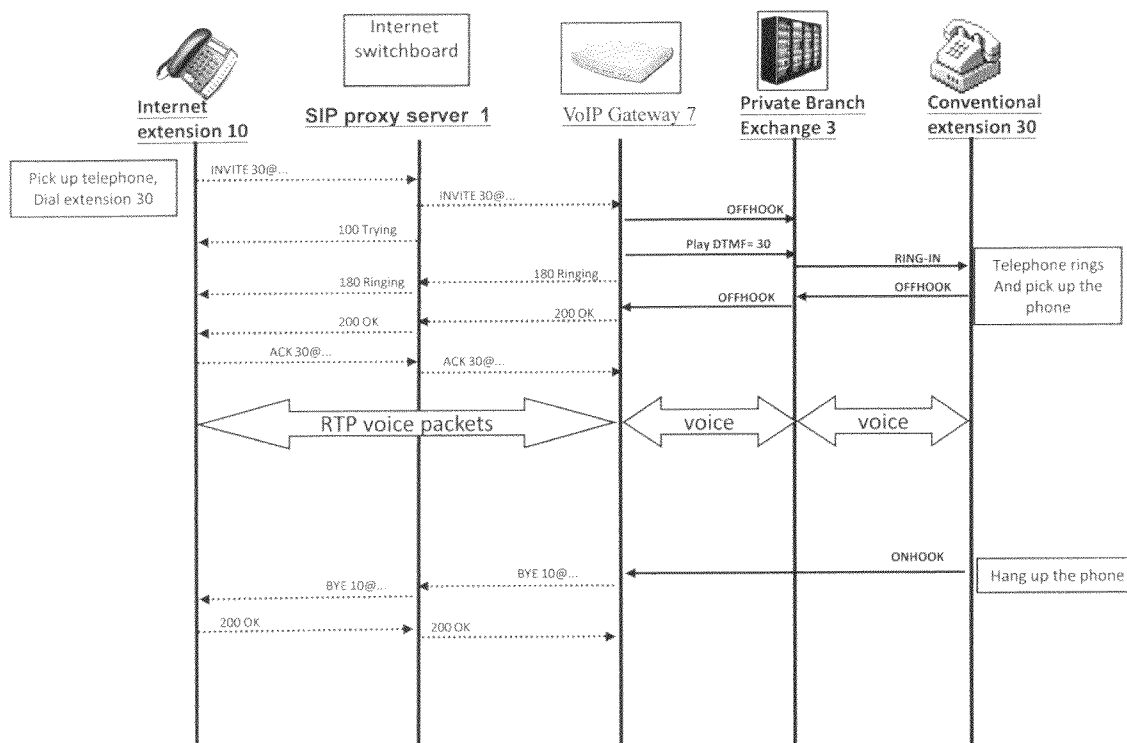 Internet
switchboard
Internet
extension 10
SIP proxy server 1
VoIP Gateway 7
Private Branch
Exchange 3
Conventional
extension 30
Pick up telephone,
Dial extension 30
INVITE 30@...
INVITE 30@...
OFFHOOK
100 Trying
Play DTMF= 30
RING-IN
Telephone rings
And pick up the
phone
180 Ringing
180 Ringing
OFFHOOK
OFFHOOK
200 OK
200 OK
ACK 30@...
ACK 30@...
RTP voice packets
voice
voice
ONHOOK
Hang up the phone
BYE 10@...
BYE 10@...
200 OK
200 OK